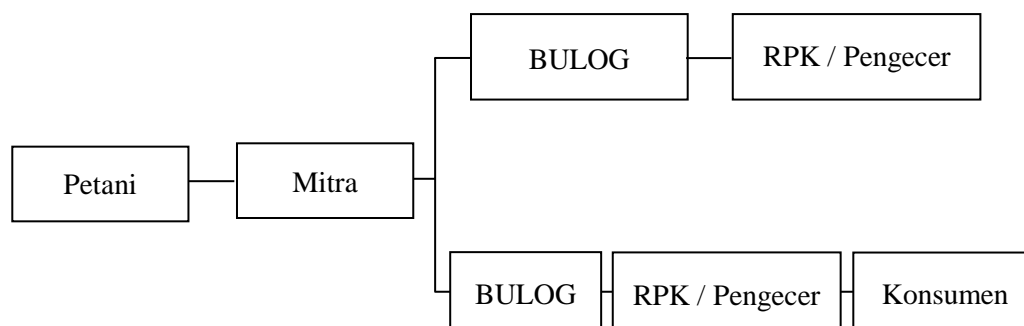 BULOG
RPK / Pengecer
Petani
Mitra
BULOG
RPK / Pengecer
Konsumen